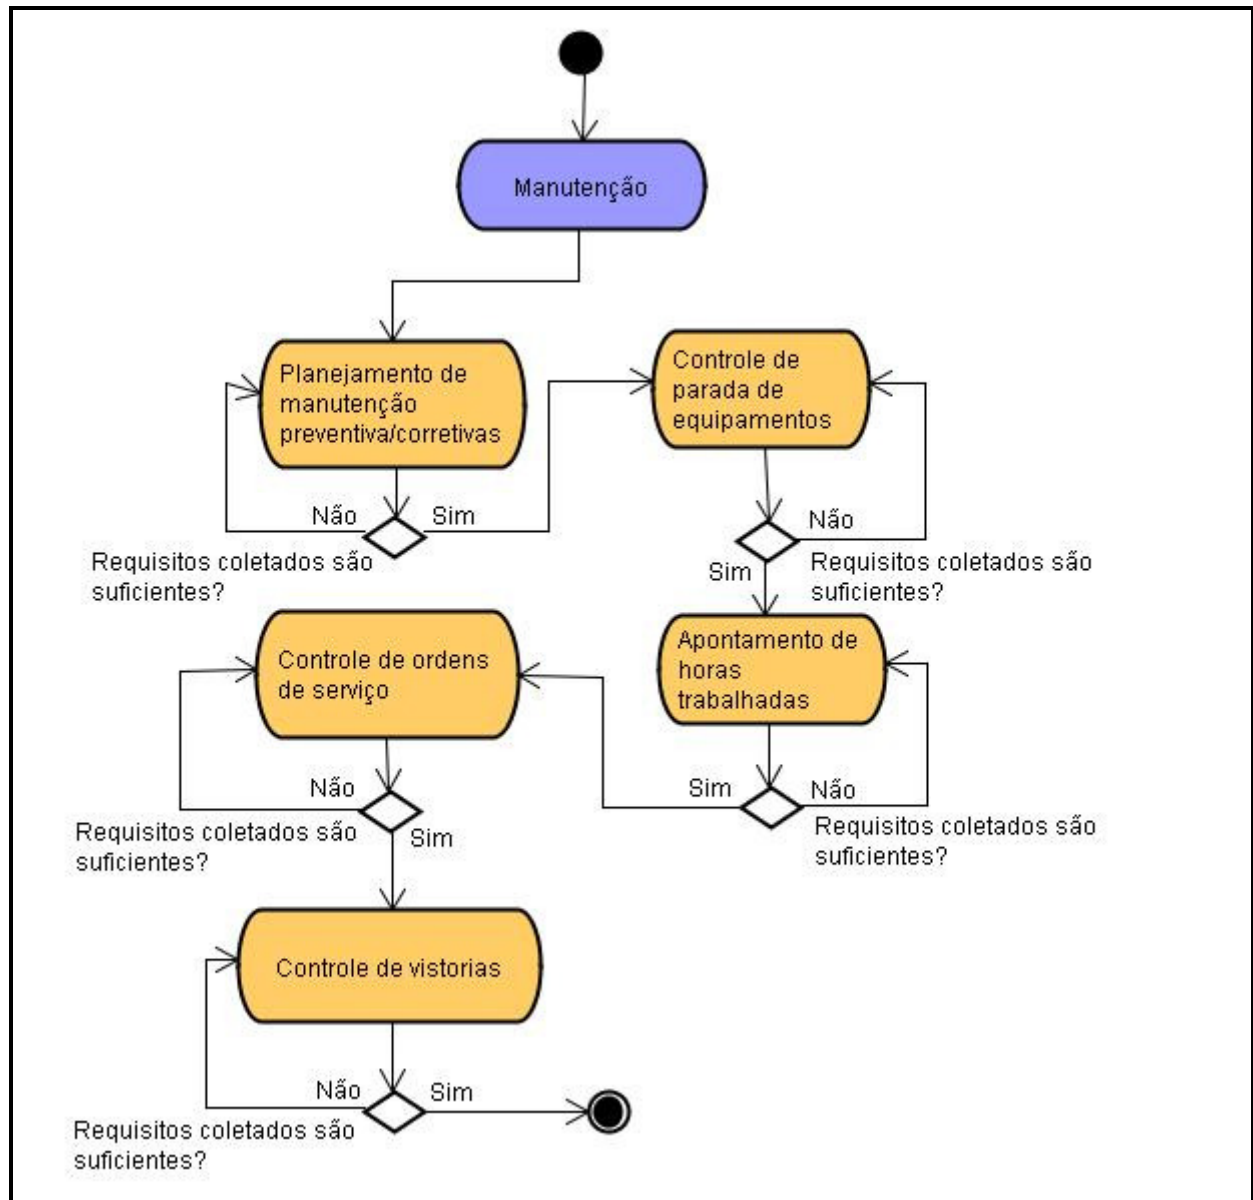 Manutenção
Planejamento de
manutenção
preventiva/corretivas
Não
Sim
Requisitos coletados são
suficientes?
Controle de
parada de
equipamentos
Não
Requisitos coletados são
suficientes?
Sim
Apontamento de
horas
trabalhadas
Sim
Não
Requisitos coletados são
suficientes?
Controle de ordens
de serviço
Não
Requisitos coletados são
suficientes?
Sim
Controle de vistorias
Não
Sim
Requisitos coletados são
suficientes?